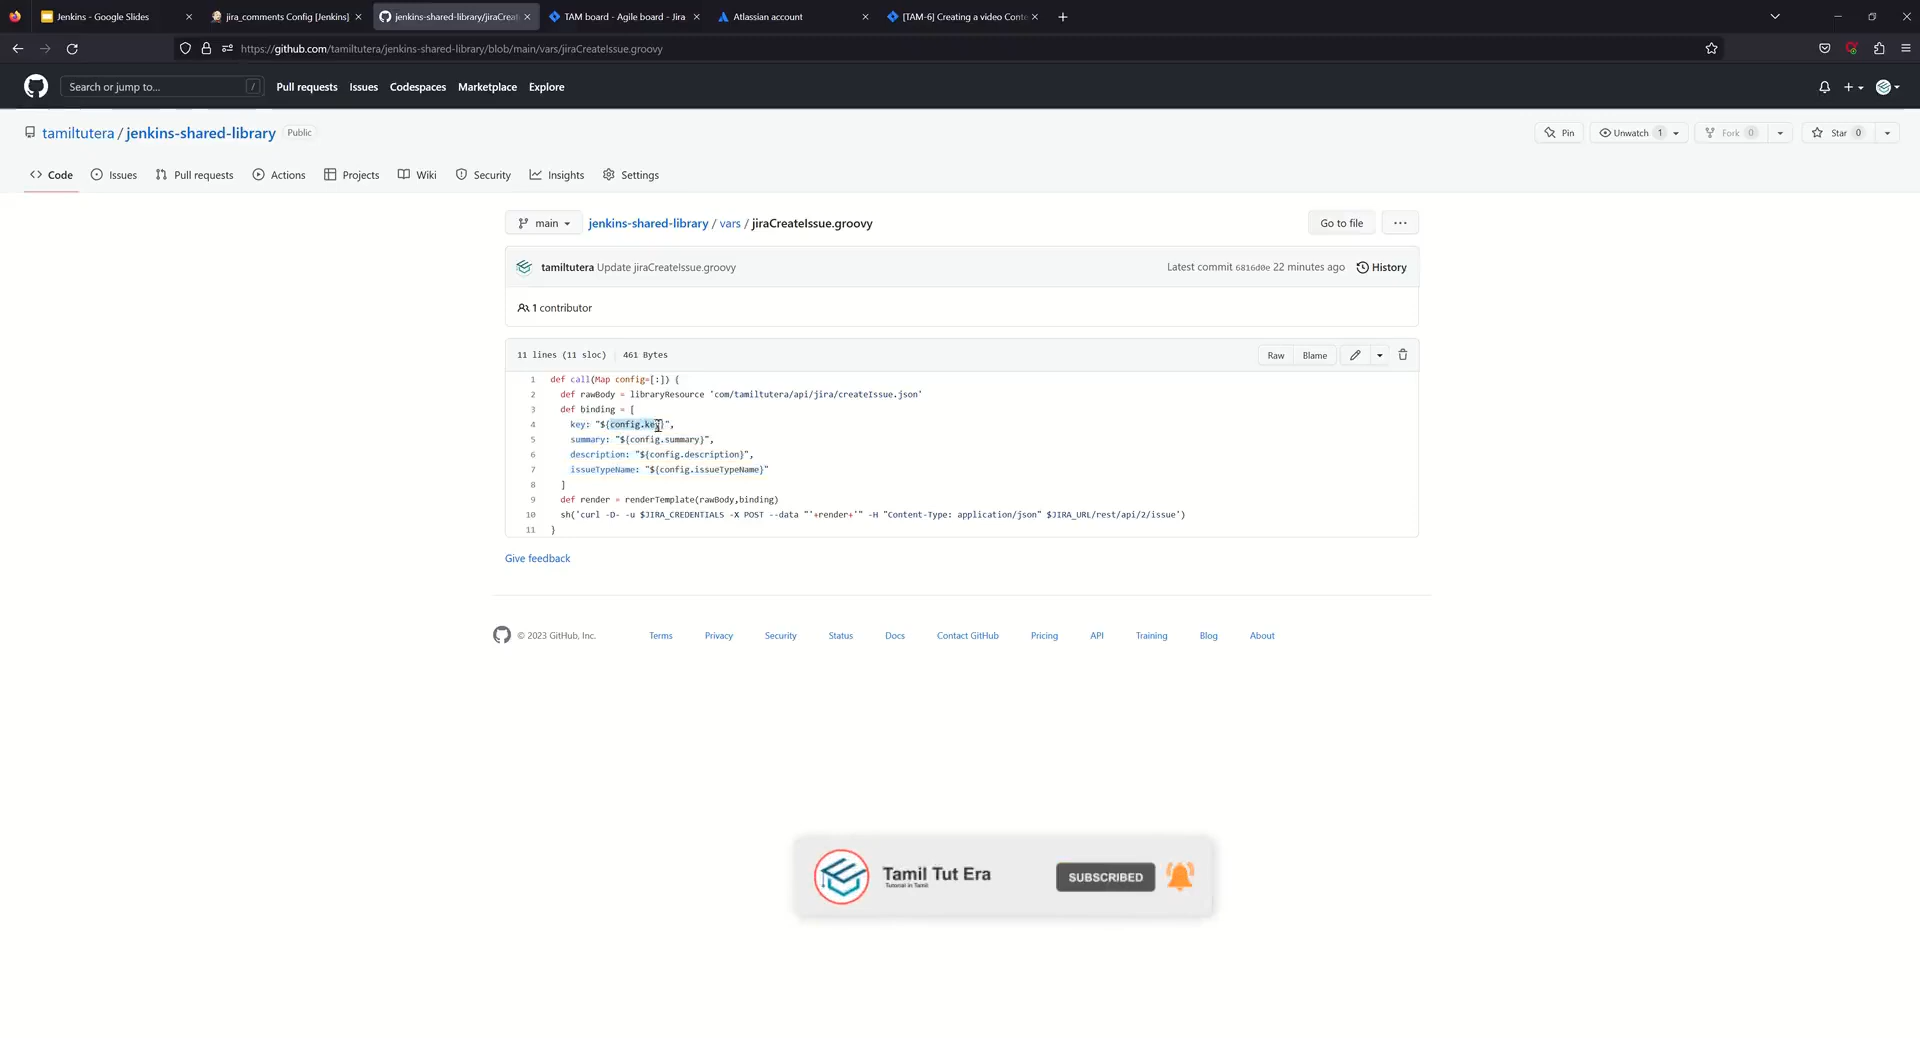 Jenkins - Google Slides
jira_comments Config [Jenkins]
jenkins-shared-library/jiraCreat
TAM board - Agile board - Jira
Atlassian account
[TAM-6] Creating a video Conte
https://github.com/tamiltutera/jenkins-shared-library/blob/main/vars/jiraCreateIssue.groovy
Search or jump to...
/
Pull requests
Issues
Codespaces
Marketplace
Explore
tamiltutera / jenkins-shared-library
Public
Pin
Unwatch 1
Fork 0
Star 0
Code
Issues
Pull requests
Actions
Projects
Wiki
Security
Insights
Settings
main
jenkins-shared-library / vars / jiraCreateIssue.groovy
Go to file
...
tamiltutera Update jiraCreateIssue.groovy
Latest commit 6816d0e 22 minutes ago
History
1 contributor
11 lines (11 sloc) 461 Bytes
Raw
Blame
1 def call(Map config=[:]) {
2 def rawBody = libraryResource 'com/tamiltutera/api/jira/createIssue.json'
3 def binding = [
4 key: "${config.key}",
5 summary: "${config.summary}",
6 description: "${config.description}",
7 issueTypeName: "${config.issueTypeName}"
8 ]
9 def render = renderTemplate(rawBody,binding)
10 sh('curl -D- -u $JIRA_CREDENTIALS -X POST --data "'+render+'" -H "Content-Type: application/json" $JIRA_URL/rest/api/2/issue')
11 }
Give feedback
© 2023 GitHub, Inc.
Terms
Privacy
Security
Status
Docs
Contact GitHub
Pricing
API
Training
Blog
About
Tamil Tut Era
Tutorial in Tamil
SUBSCRIBED